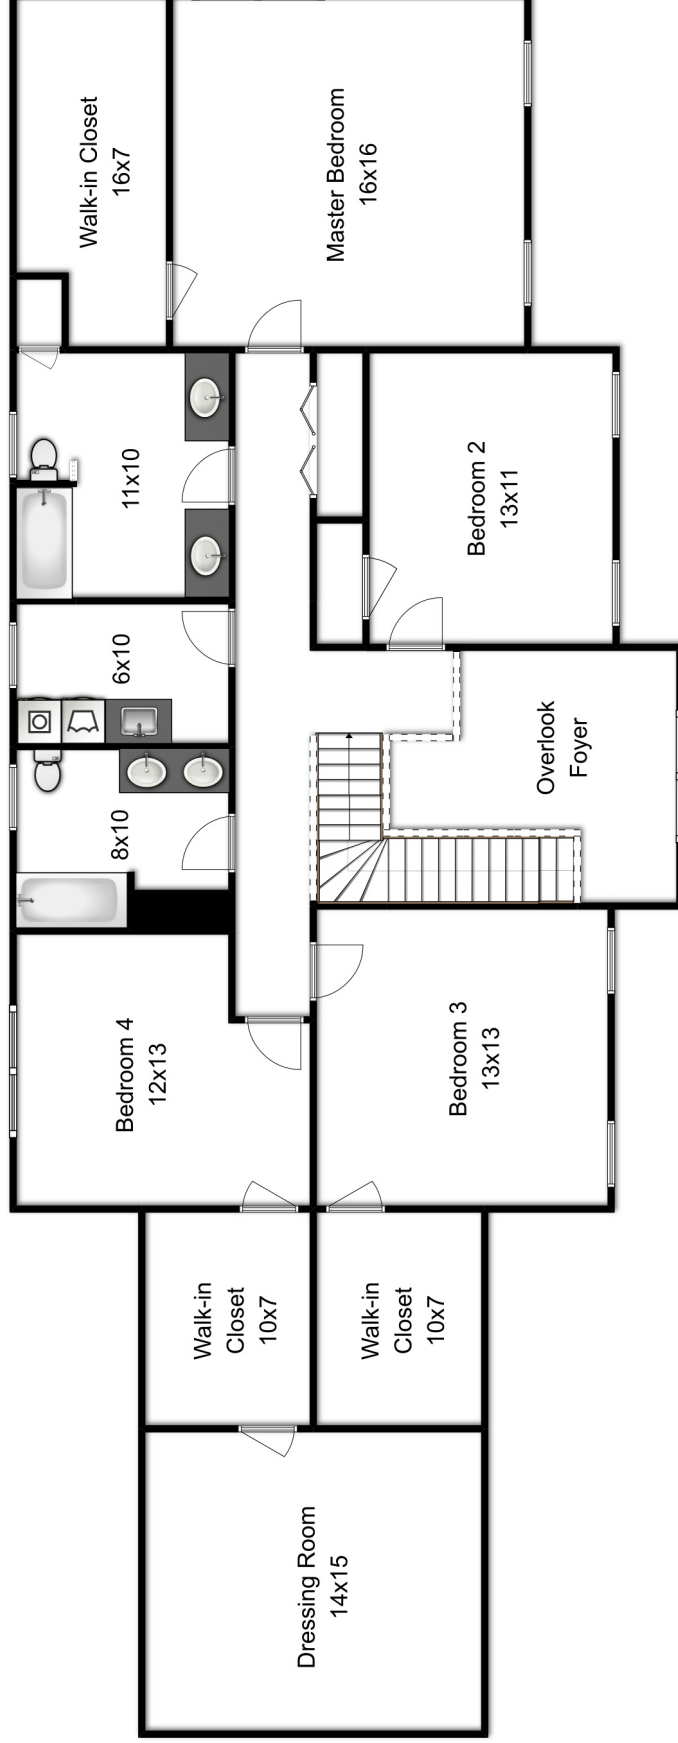 Walk-in Closet
16x7
Master Bedroom
16x16
11x10
Bedroom 2
13x11
6x10
Overlook
Foyer
8x10
Bedroom 4
12x13
Bedroom 3
13x13
Walk-in
Closet
10x7
Walk-in
Closet
10x7
Dressing Room
14x15